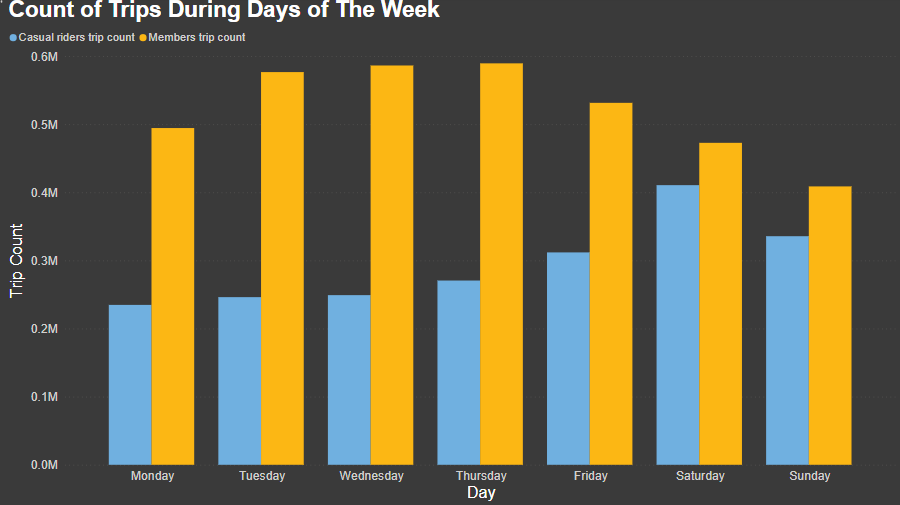 Count of Trips During Days of The Week
Casual riders trip count Members trip count
0.6M
0.5M
0.4M
0.3M
0.2M
0.1M
0.0M
Trip Count
Monday Tuesday Wednesday Thursday Friday Saturday Sunday
Day